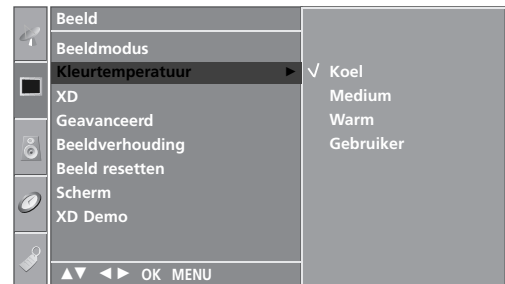 Beeld
Beeldmodus
Kleurtemperatuur ►
XD
Geavanceerd
Beeldverhouding
Beeld resetten
Scherm
XD Demo
▲▼ ◄► OK MENU
√ Koel
Medium
Warm
Gebruiker